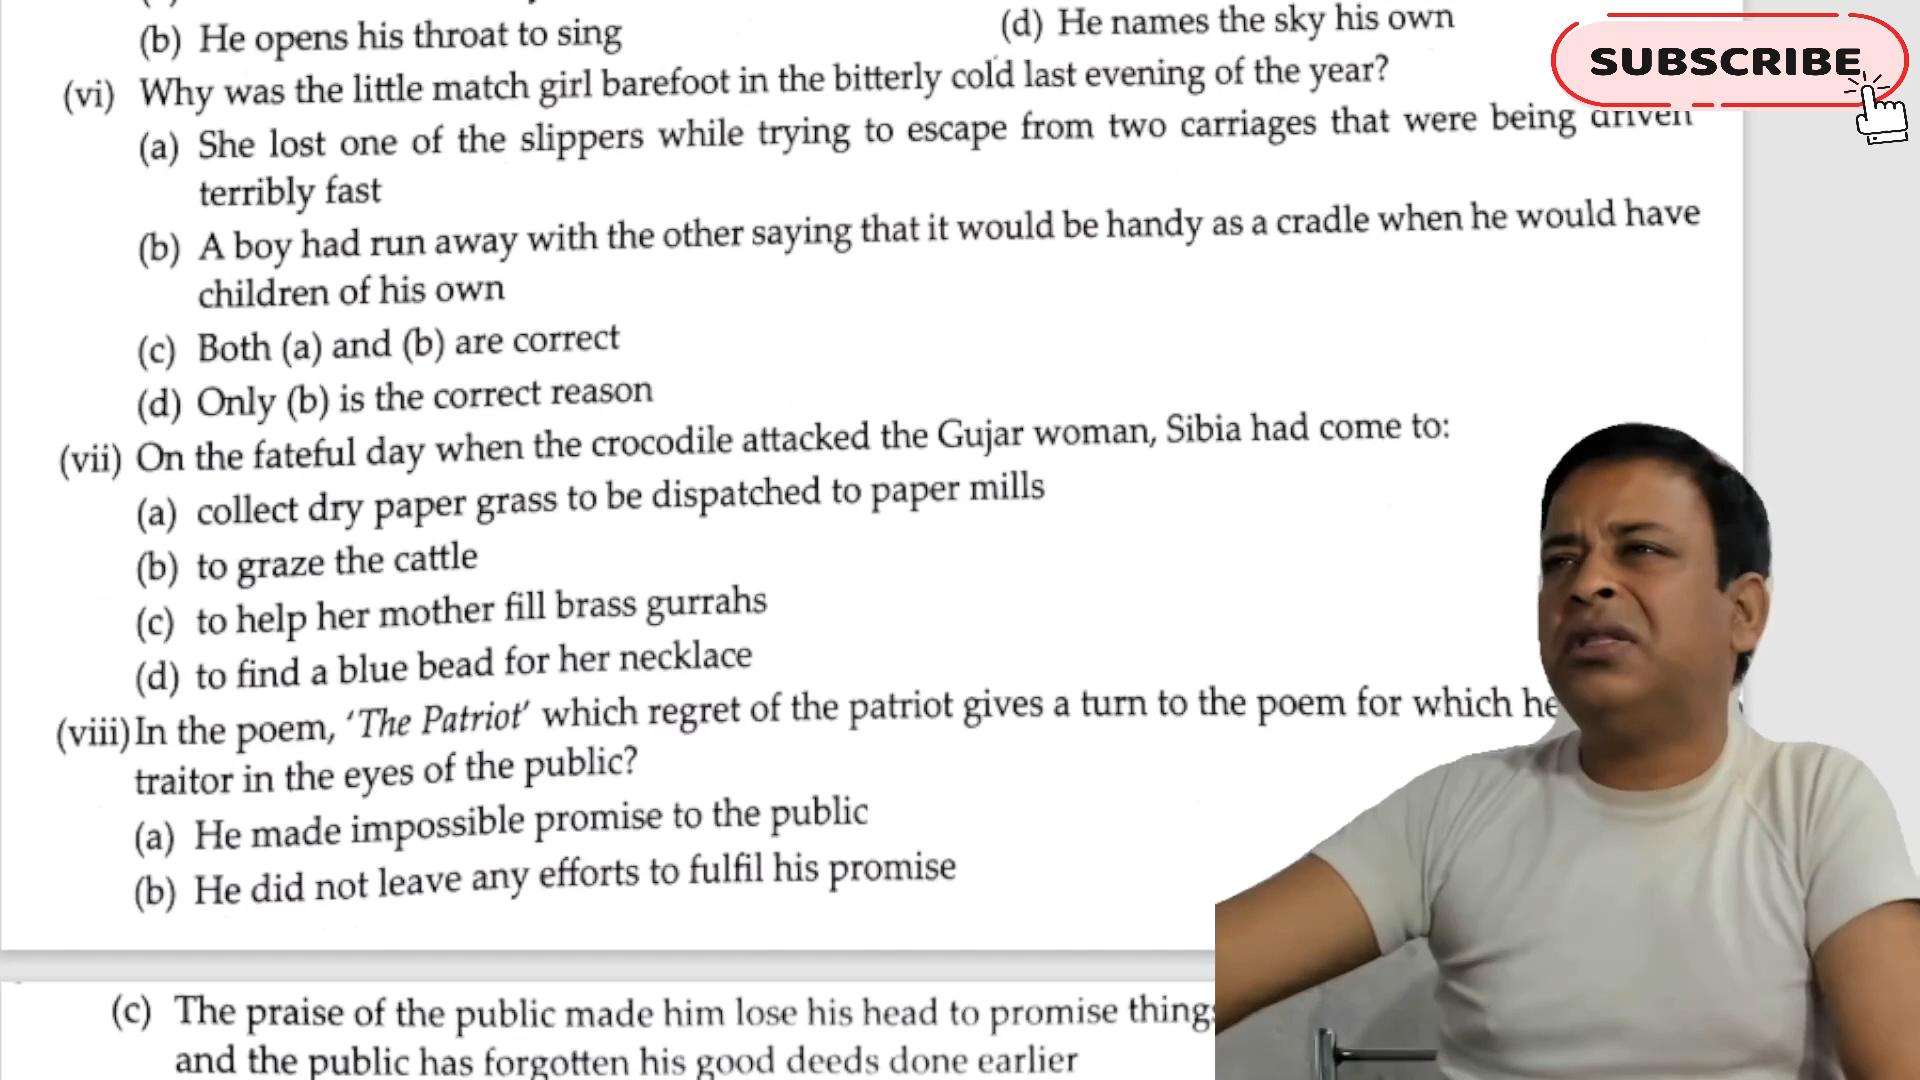 (b) He opens his throat to sing
(d) He names the sky his own
SUBSCRIBE
(vi) Why was the little match girl barefoot in the bitterly cold last evening of the year?
(a) She lost one of the slippers while trying to escape from two carriages that were being driven
terribly fast
(b) A boy had run away with the other saying that it would be handy as a cradle when he would have
children of his own
(c) Both (a) and (b) are correct
(d) Only (b) is the correct reason
(vii) On the fateful day when the crocodile attacked the Gujar woman, Sibia had come to:
(a) collect dry paper grass to be dispatched to paper mills
(b) to graze the cattle
(c) to help her mother fill brass gurrahs
(d) to find a blue bead for her necklace
(viii) In the poem, 'The Patriot' which regret of the patriot gives a turn to the poem for which he
traitor in the eyes of the public?
(a) He made impossible promise to the public
(b) He did not leave any efforts to fulfil his promise
(c) The praise of the public made him lose his head to promise things
and the public has forgotten his good deeds done earlier